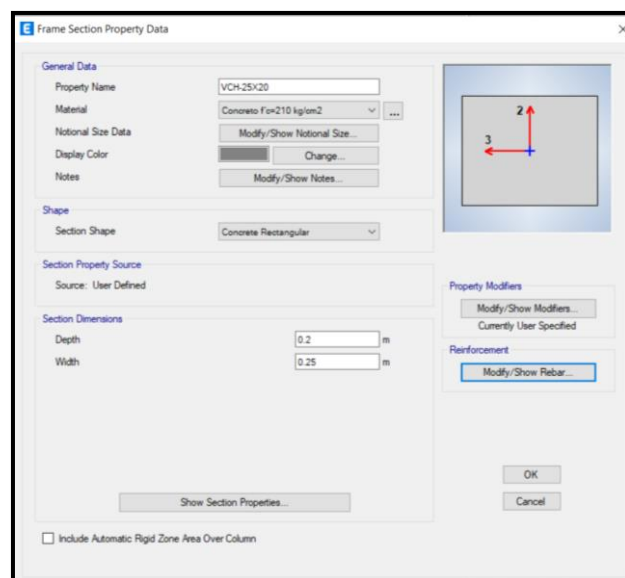 E Frame Section Property Data ×
General Data
Property Name VCH-25X20
Material Concreto f'c=210 kg/cm2 ...
Notional Size Data Modify/Show Notional Size...
Display Color Change...
Notes Modify/Show Notes...
Shape
Section Shape Concrete Rectangular
Section Property Source
Source: User Defined
Section Dimensions
Depth 0.2 m
Width 0.25 m
Show Section Properties...
Include Automatic Rigid Zone Area Over Column
2
3
Property Modifiers
Modify/Show Modifiers...
Currently User Specified
Reinforcement
Modify/Show Rebar...
OK
Cancel